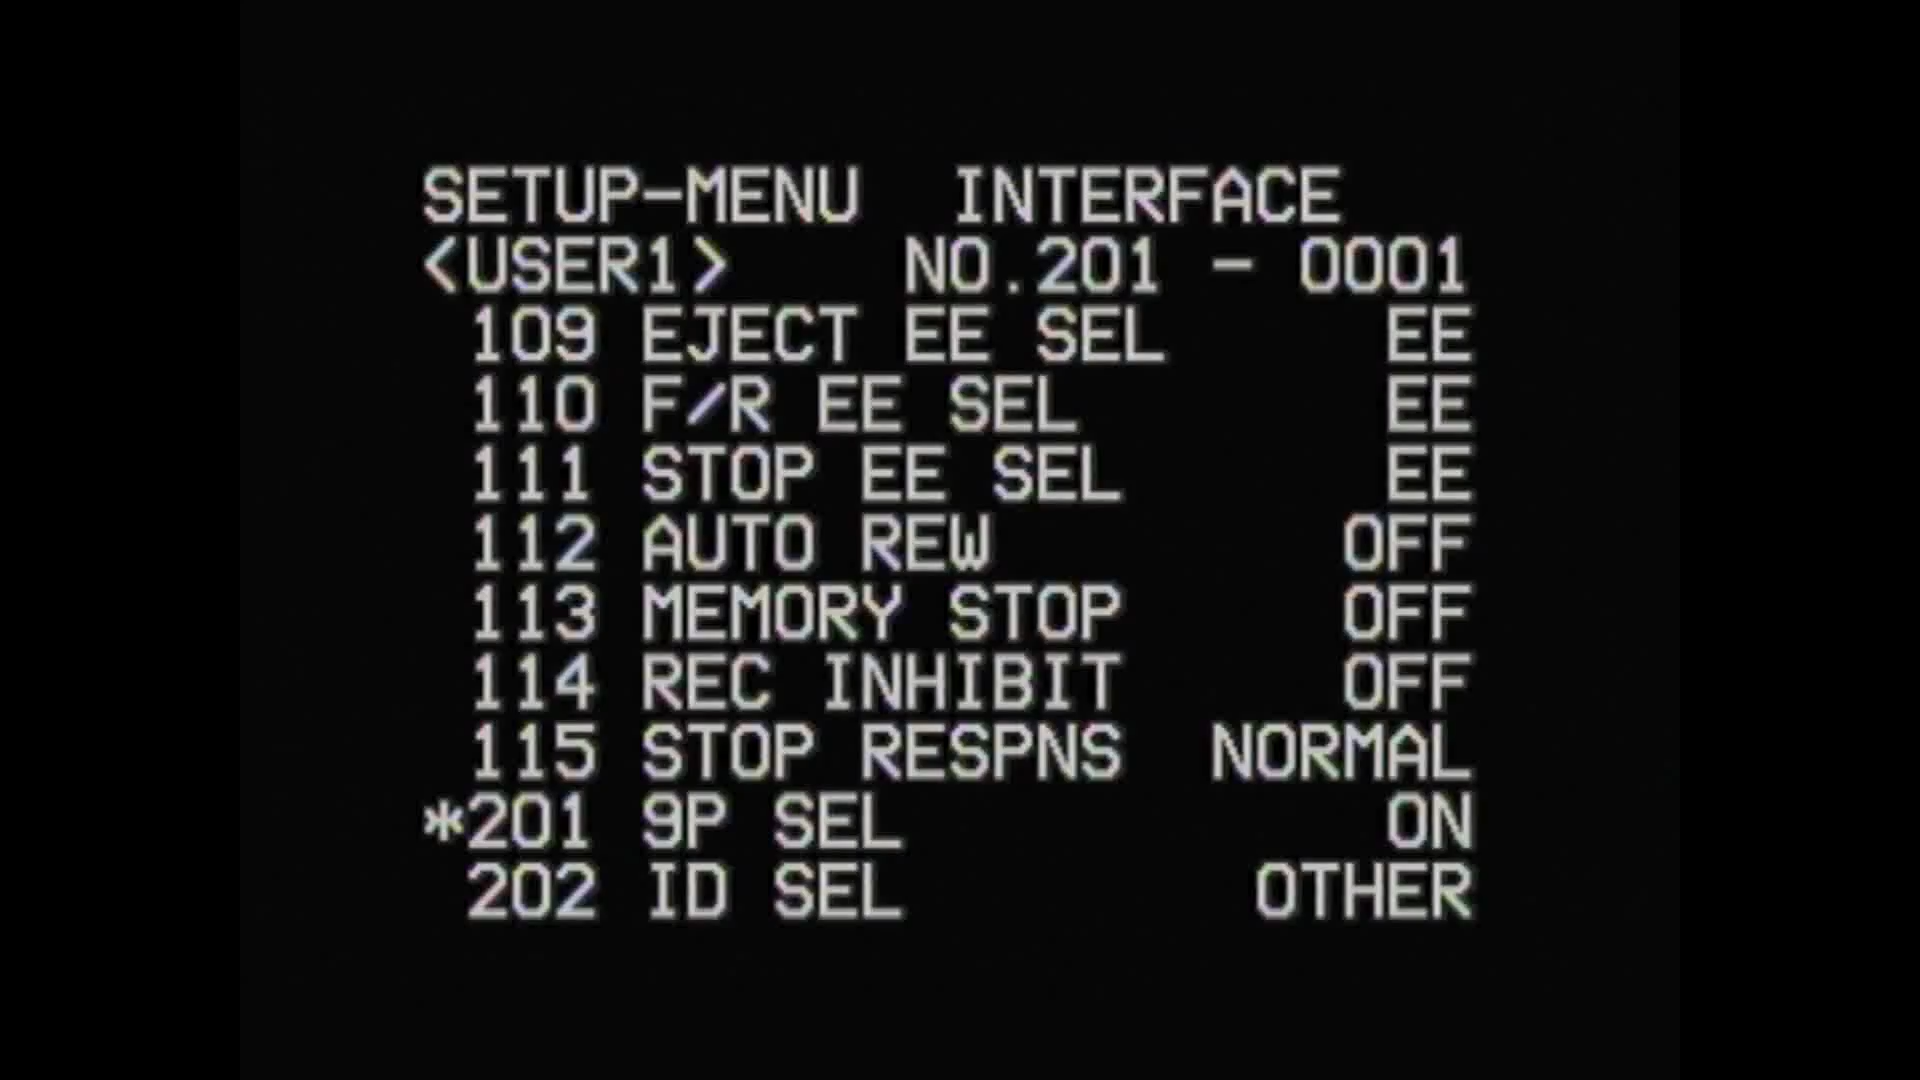 SETUP-MENU INTERFACE
<USER1> NO.201 - 0001
109 EJECT EE SEL EE
110 F/R EE SEL EE
111 STOP EE SEL EE
112 AUTO REW OFF
113 MEMORY STOP OFF
114 REC INHIBIT OFF
115 STOP RESPNS NORMAL
*201 9P SEL ON
202 ID SEL OTHER